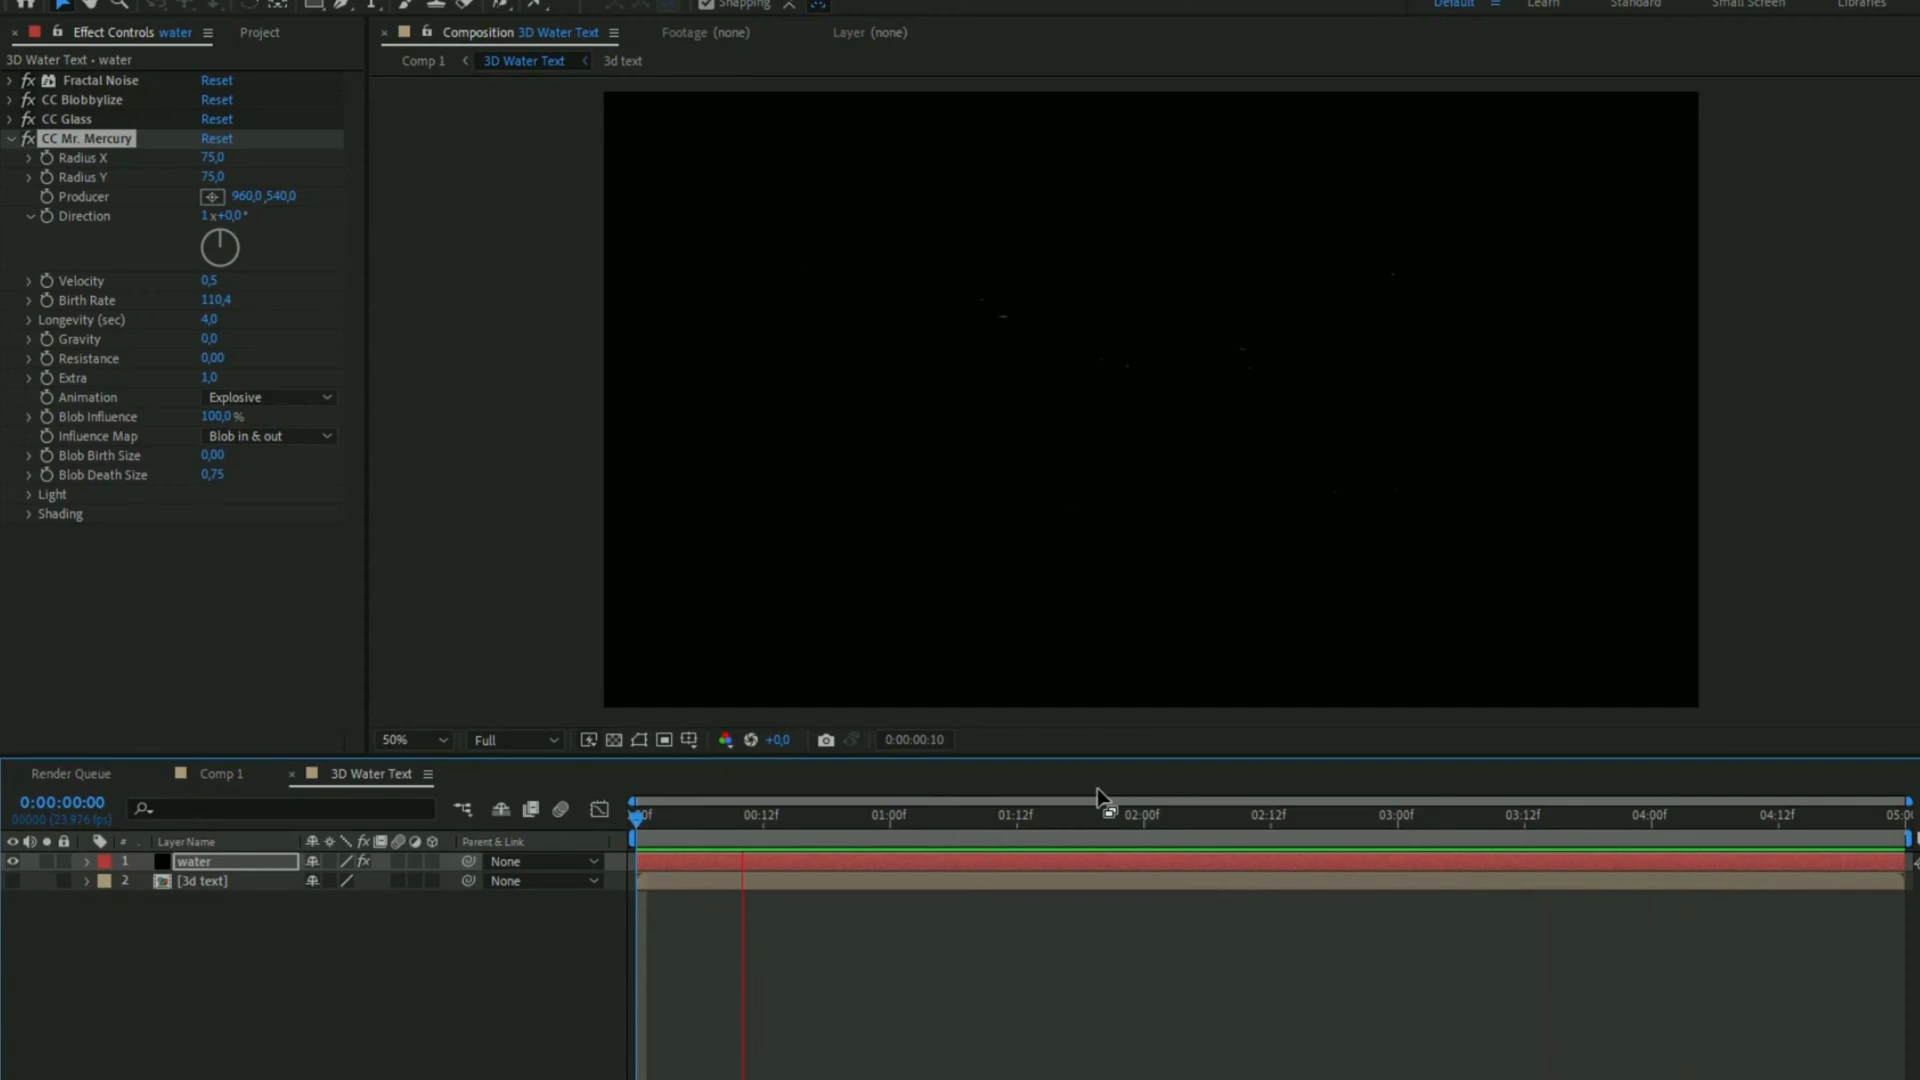 Snapping
Default
Learn
Standard
Small Screen
Libraries
× Effect Controls water
Project
× Composition 3D Water Text
Footage (none)
Layer (none)
3D Water Text • water
Comp 1 < 3D Water Text < 3d text
> fx Fractal Noise Reset
> fx CC Blobbylize Reset
> fx CC Glass Reset
fx CC Mr. Mercury Reset
Radius X 75,0
Radius Y 75,0
Producer 960,0 ,540,0
Direction 1x+0,0°
Velocity 0,5
Birth Rate 110,4
Longevity (sec) 4,0
Gravity 0,0
Resistance 0,00
Extra 1,0
Animation Explosive
Blob Influence 100,0 %
Influence Map Blob in & out
Blob Birth Size 0,00
Blob Death Size 0,75
Light
Shading
50% Full +0,0 0:00:00:10
Render Queue Comp 1 × 3D Water Text
0:00:00:00
00000 (23.976 fps)
00f 00:12f 01:00f 01:12f 02:00f 02:12f 03:00f 03:12f 04:00f 04:12f 05:0
# . Layer Name fx Parent & Link
1 water fx None
2 [3d text] None